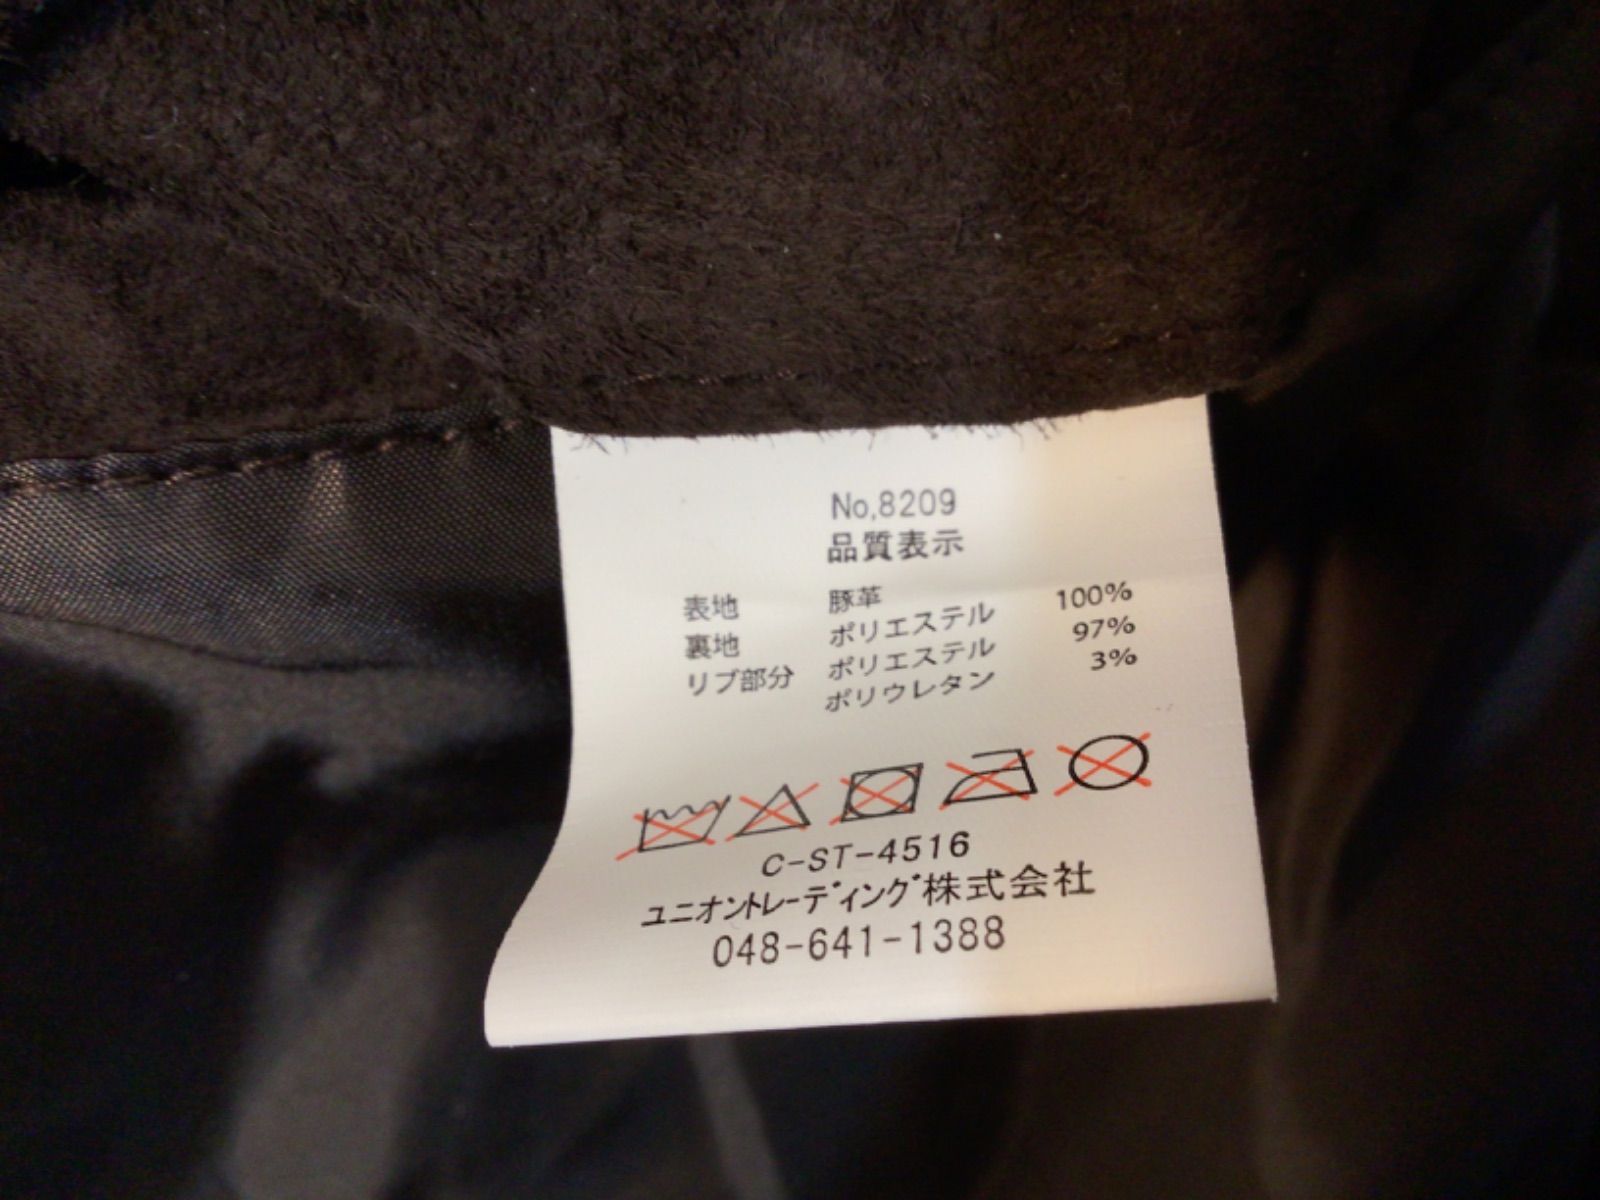 No,8209
品質表示
表地 豚革
裏地 ポリエステル 100%
リブ部分 ポリエステル 97%
ポリウレタン 3%
C-ST-4516
ユニオントレーディング株式会社
048-641-1388